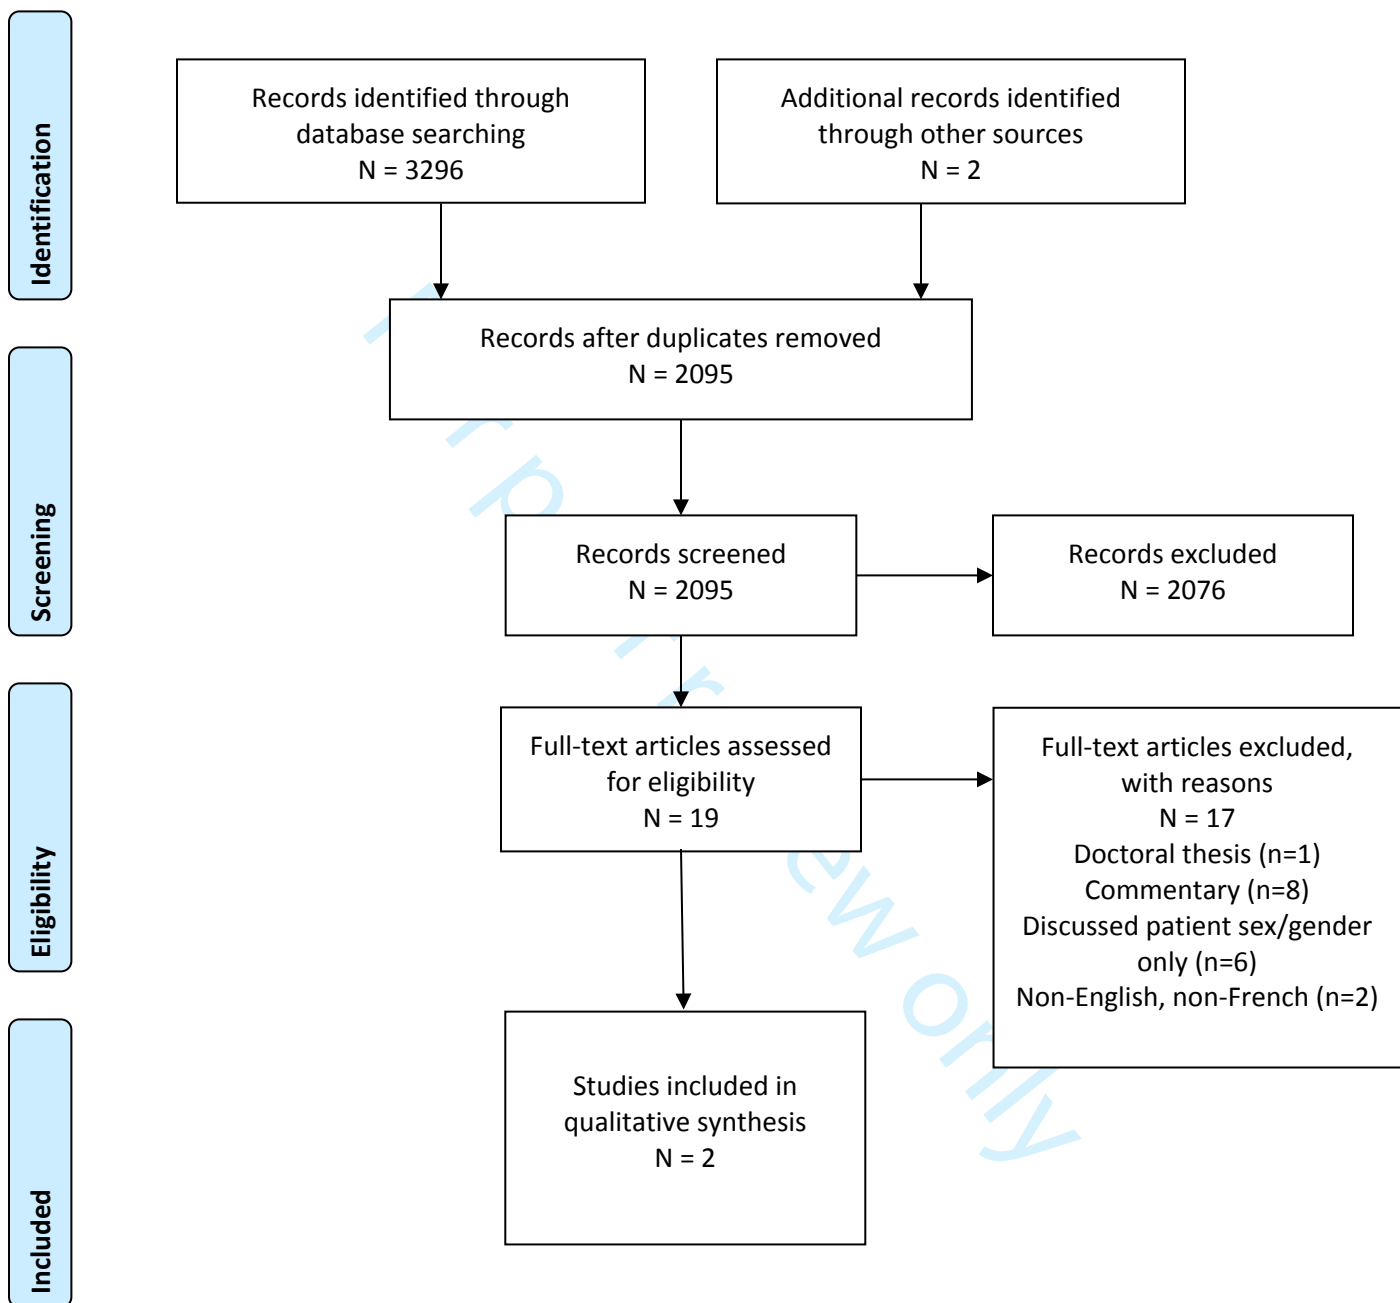 Identification
Records identified through
database searching
N = 3296
Additional records identified
through other sources
N = 2
Records after duplicates removed
N = 2095
Screening
Records screened
N = 2095
Records excluded
N = 2076
Eligibility
Full-text articles assessed
for eligibility
N = 19
Full-text articles excluded,
with reasons
N = 17
Doctoral thesis (n=1)
Commentary (n=8)
Discussed patient sex/gender
only (n=6)
Non-English, non-French (n=2)
Included
Studies included in
qualitative synthesis
N = 2
only